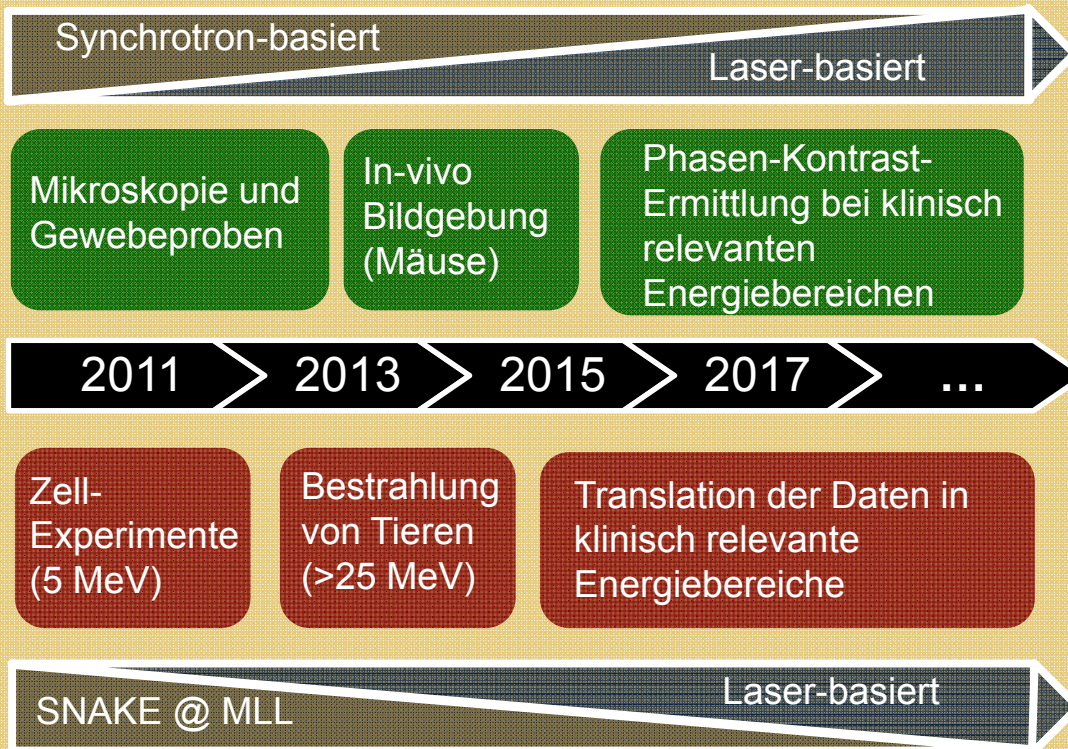 Synchrotron-basiert
Laser-basiert
Mikroskopie und
Gewebeproben
In-vivo
Bildgebung
(Mäuse)
Phasen-Kontrast-
Ermittlung bei klinisch
relevanten
Energiebereichen
2011
2013
2015
2017
...
Zell-
Experimente
(5 MeV)
Bestrahlung
von Tieren
(>25 MeV)
Translation der Daten in
klinisch relevante
Energiebereiche
SNAKE @ MLL
Laser-basiert